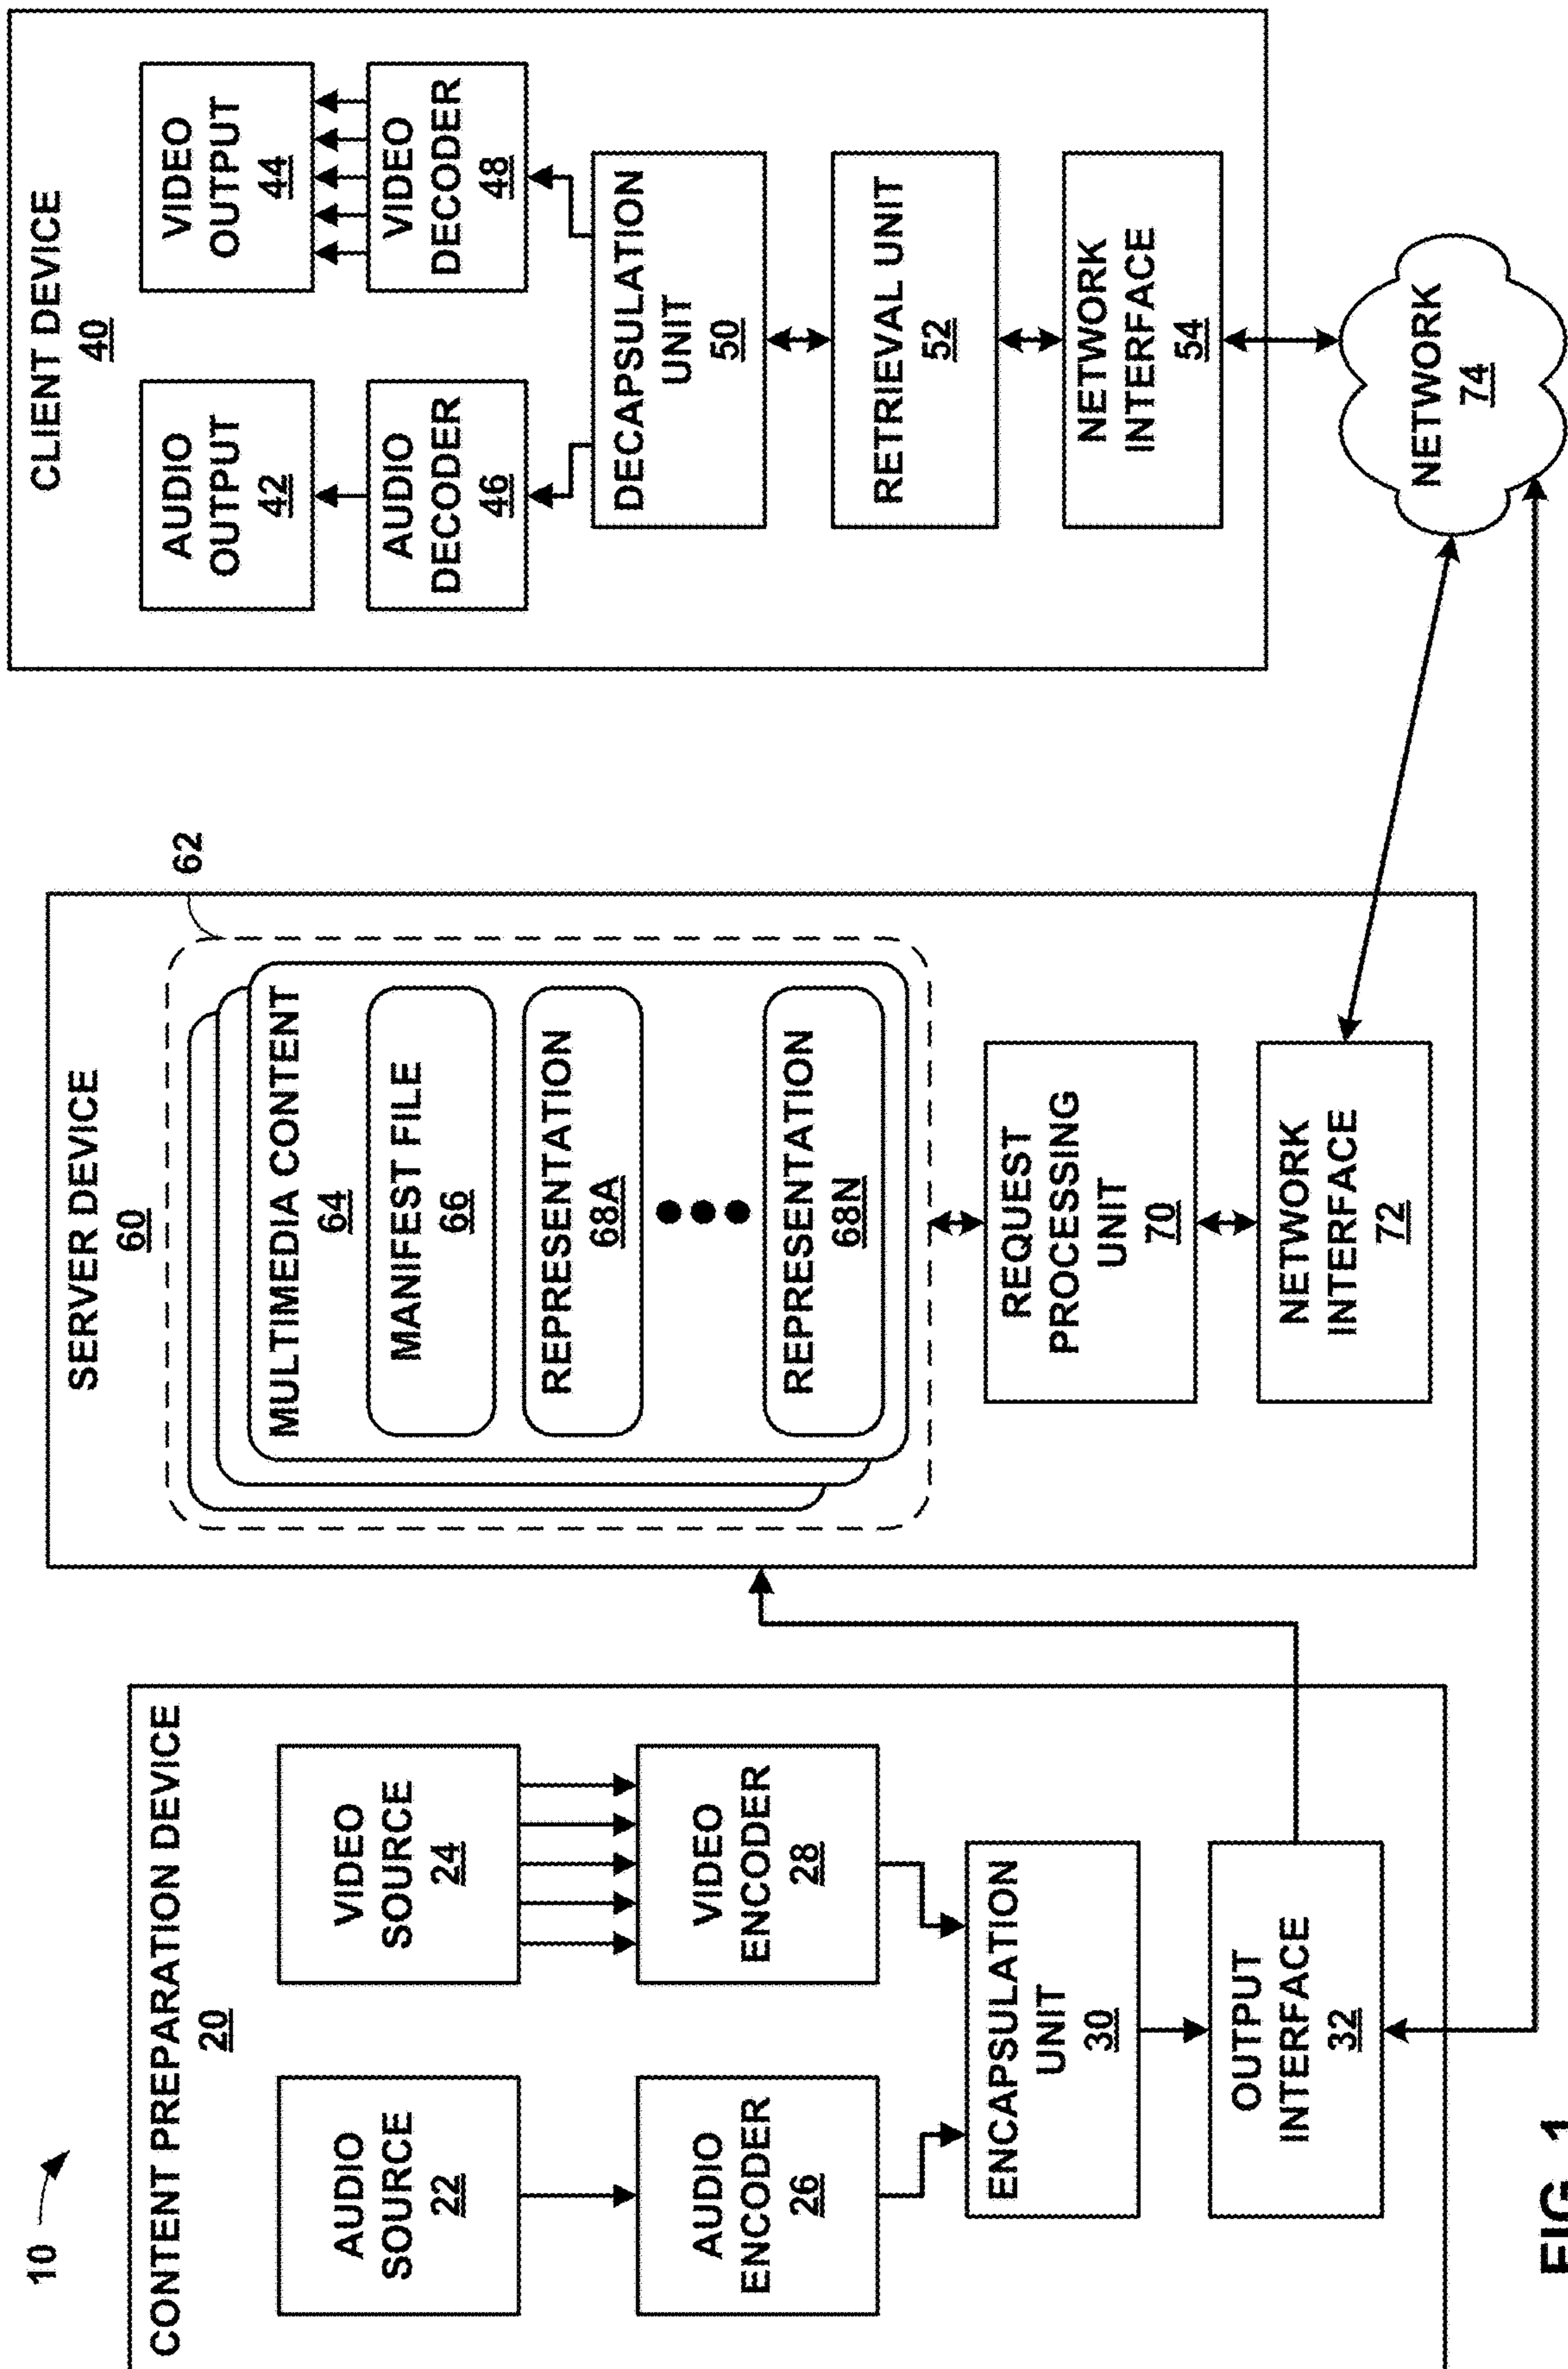 10
CONTENT PREPARATION DEVICE
20
AUDIO
SOURCE
22
VIDEO
SOURCE
24
AUDIO
ENCODER
26
VIDEO
ENCODER
28
ENCAPSULATION
UNIT
30
OUTPUT
INTERFACE
32
SERVER DEVICE
60
62
MULTIMEDIA CONTENT
64
MANIFEST FILE
66
REPRESENTATION
68A
REPRESENTATION
68N
REQUEST
PROCESSING
UNIT
70
NETWORK
INTERFACE
72
CLIENT DEVICE
40
AUDIO
OUTPUT
42
VIDEO
OUTPUT
44
AUDIO
DECODER
46
VIDEO
DECODER
48
DECAPSULATION
UNIT
50
RETRIEVAL UNIT
52
NETWORK
INTERFACE
54
NETWORK
74
FIG. 1